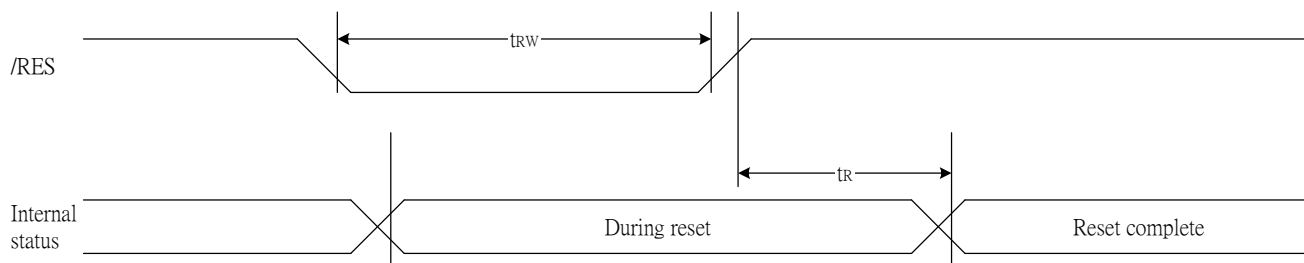 tRW
/RES
tR
Internal
status
During reset
Reset complete